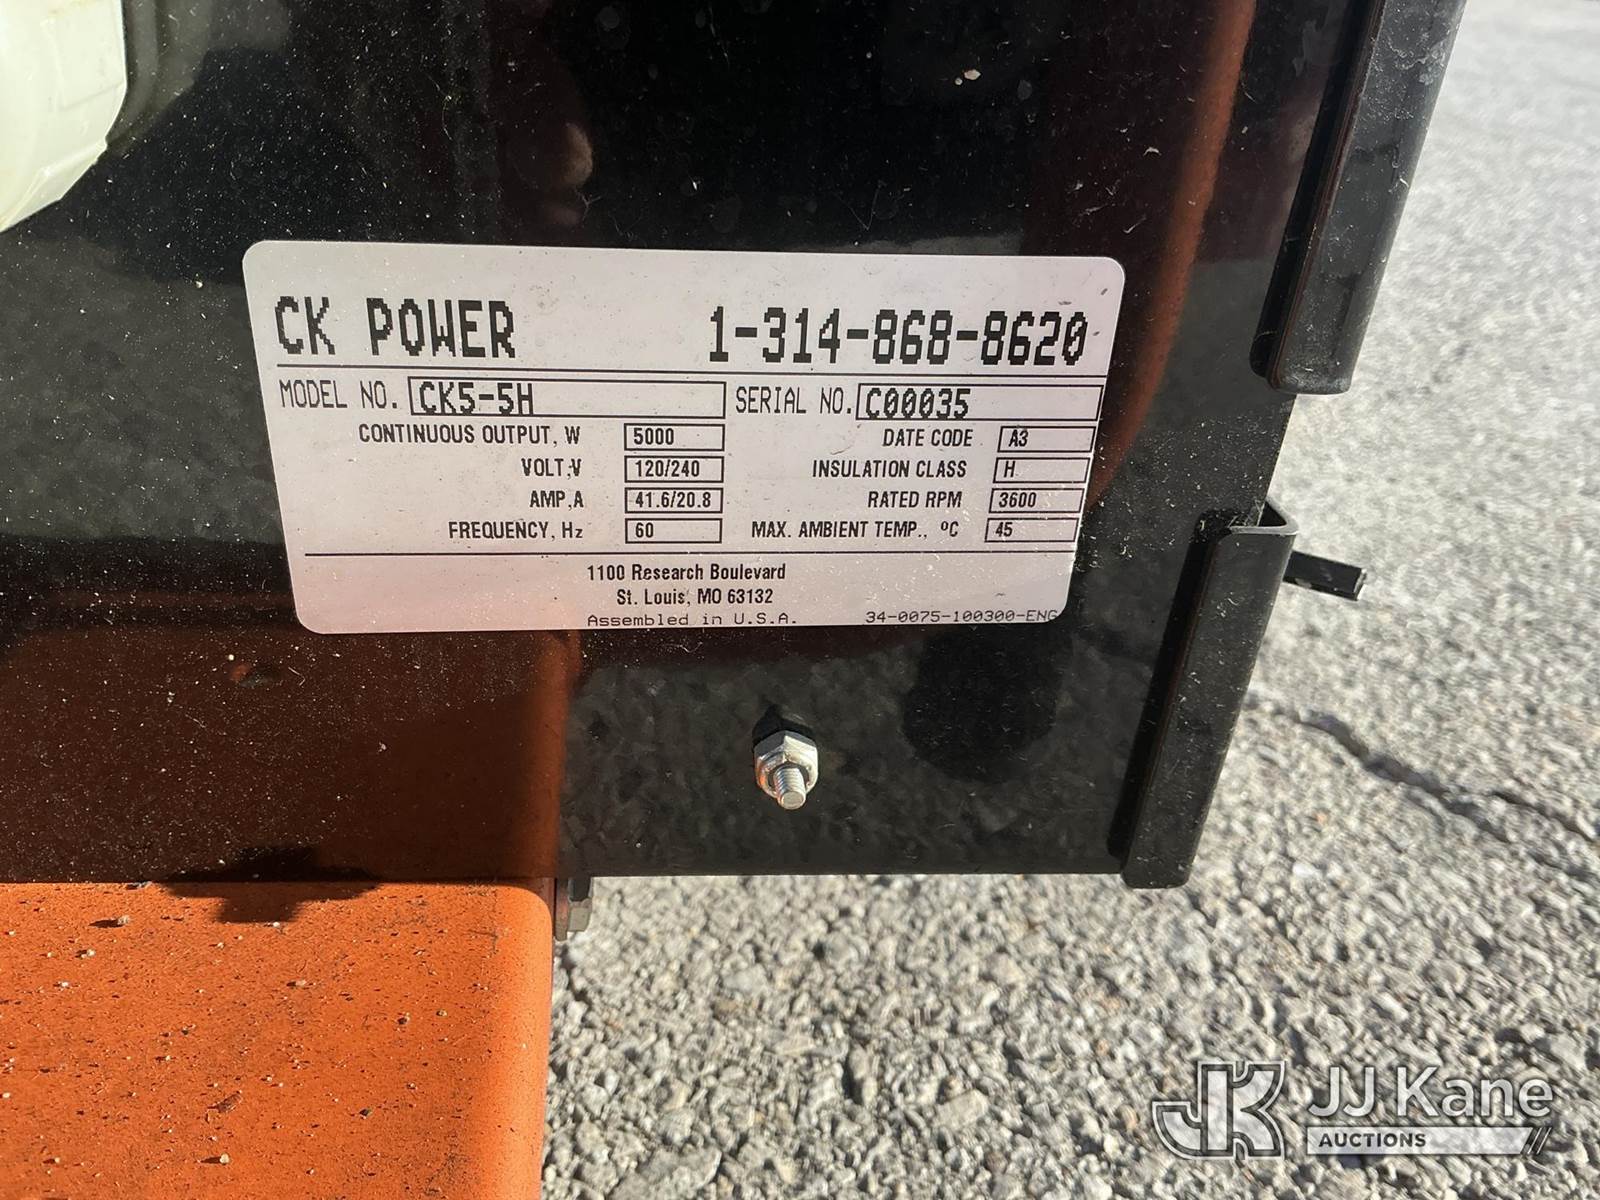 CK POWER 1-314-868-8620
MODEL NO. CK5-5H SERIAL NO. C00035
CONTINUOUS OUTPUT, W 5000 DATE CODE A3
VOLT,V 120/240 INSULATION CLASS H
AMP,A 41.6/20.8 RATED RPM 3600
FREQUENCY, Hz 60 MAX. AMBIENT TEMP., ºC 45
1100 Research Boulevard
St. Louis, MO 63132
Assembled in U.S.A. 34-0075-100300-ENG
JK JJ Kane
AUCTIONS